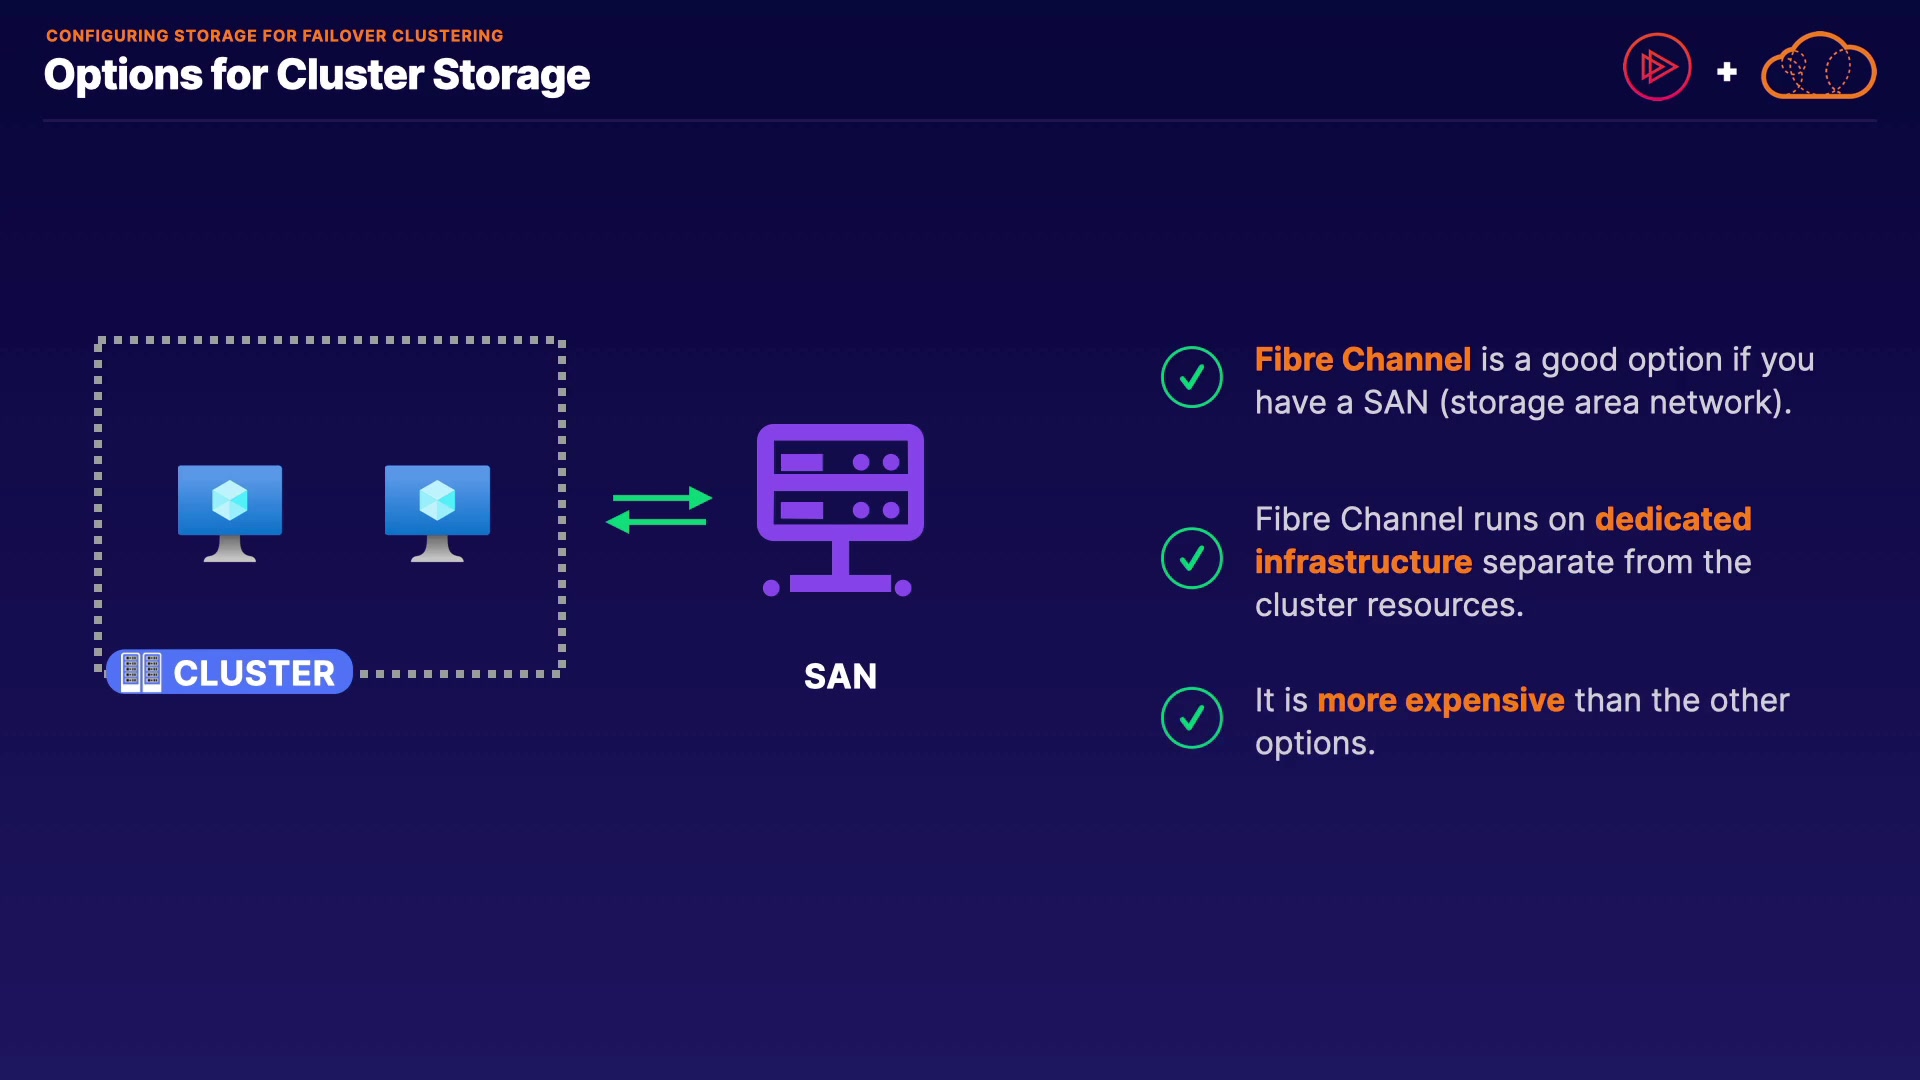 CONFIGURING STORAGE FOR FAILOVER CLUSTERING
Options for Cluster Storage
CLUSTER
SAN
Fibre Channel is a good option if you
have a SAN (storage area network).
Fibre Channel runs on dedicated
infrastructure separate from the
cluster resources.
It is more expensive than the other
options.